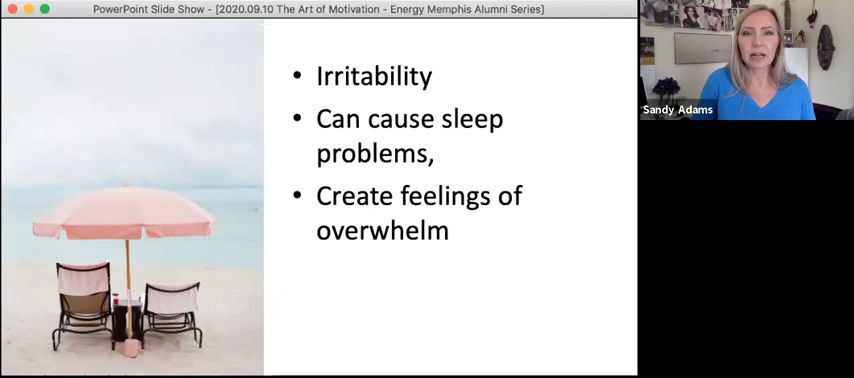 PowerPoint Slide Show - [2020.09.10 The Art of Motivation - Energy Memphis Alumni Series]
• Irritability
• Can cause sleep
problems,
• Create feelings of
overwhelm
Sandy Adams